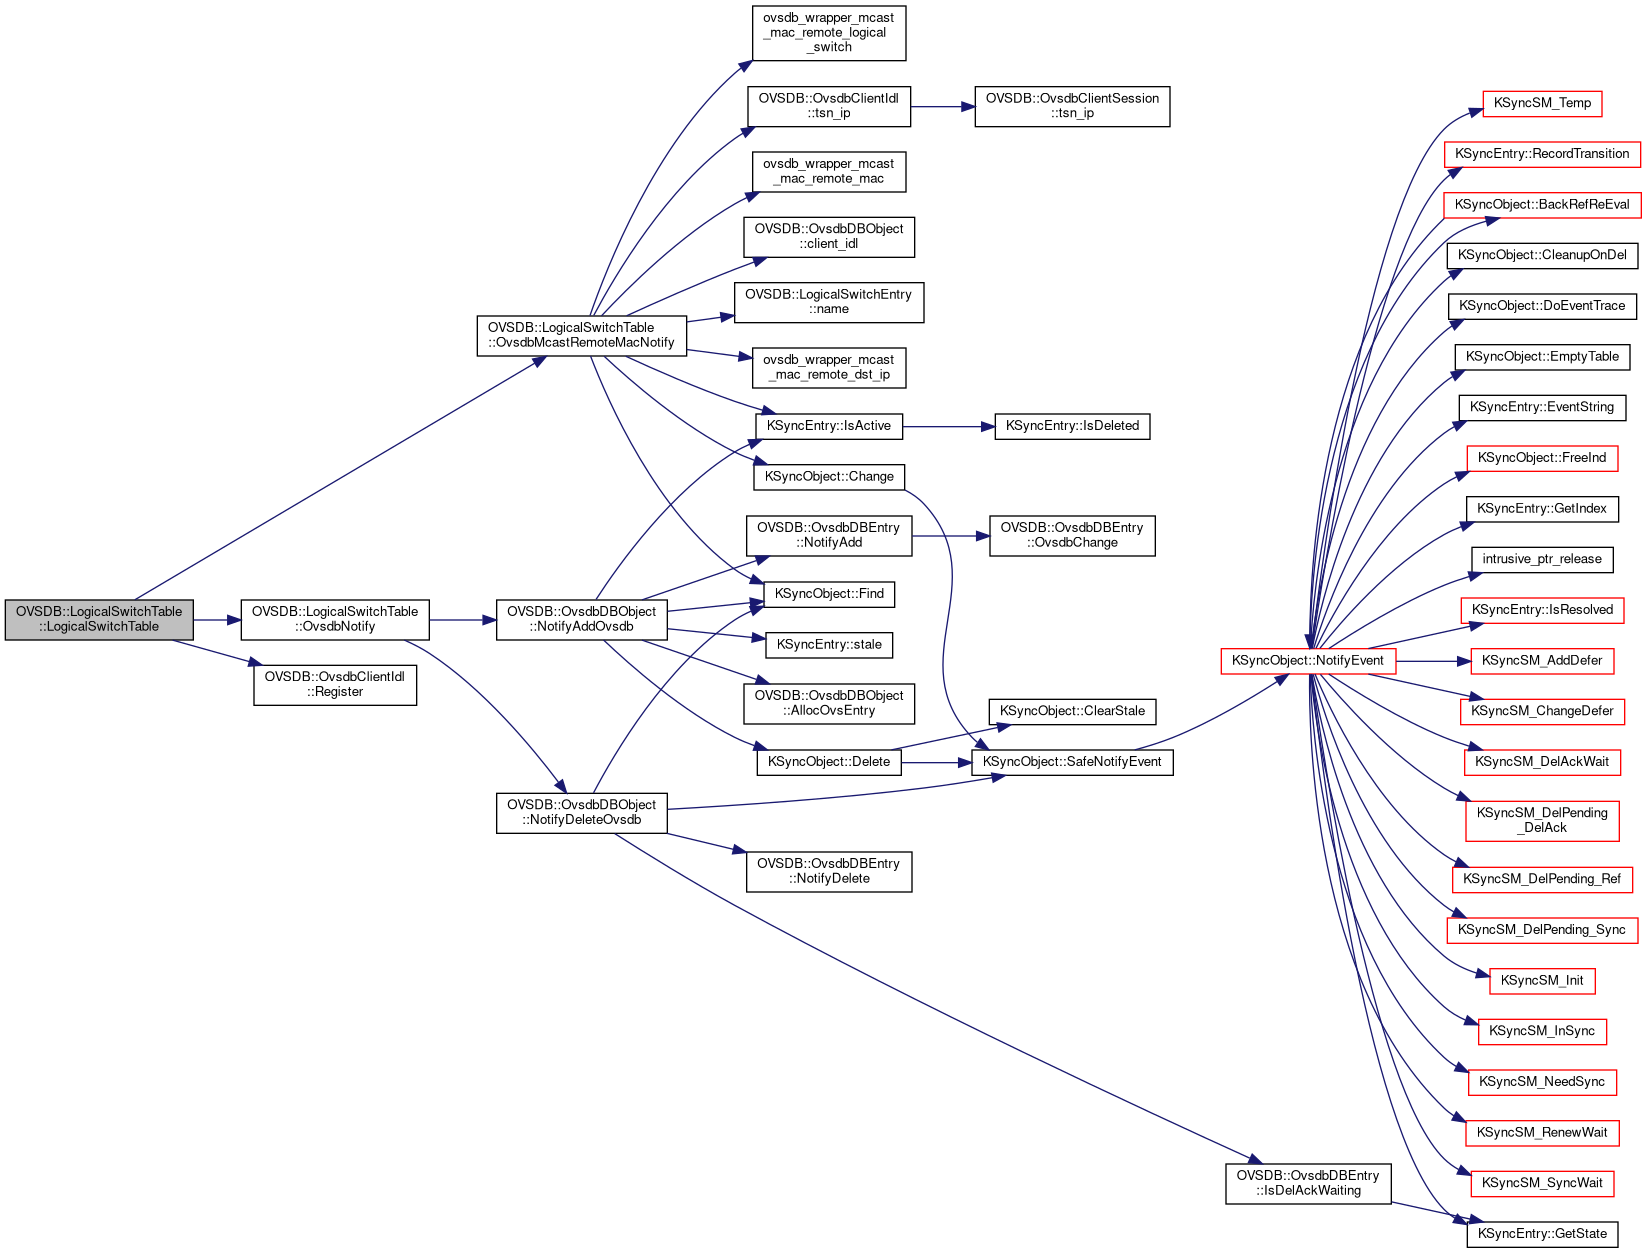 OVSDB::LogicalSwitchTable
::LogicalSwitchTable
OVSDB::LogicalSwitchTable
::OvsdbMcastRemoteMacNotify
OVSDB::LogicalSwitchTable
::OvsdbNotify
OVSDB::OvsdbClientIdl
::Register
ovsdb_wrapper_mcast
_mac_remote_logical
_switch
OVSDB::OvsdbClientIdl
::tsn_ip
OVSDB::OvsdbClientSession
::tsn_ip
ovsdb_wrapper_mcast
_mac_remote_mac
OVSDB::OvsdbDBObject
::client_idl
OVSDB::LogicalSwitchEntry
::name
ovsdb_wrapper_mcast
_mac_remote_dst_ip
KSyncEntry::IsActive
KSyncEntry::IsDeleted
KSyncObject::Change
OVSDB::OvsdbDBEntry
::NotifyAdd
OVSDB::OvsdbDBEntry
::OvsdbChange
KSyncObject::Find
OVSDB::OvsdbDBObject
::NotifyAddOvsdb
KSyncEntry::stale
OVSDB::OvsdbDBObject
::AllocOvsEntry
KSyncObject::ClearStale
KSyncObject::Delete
KSyncObject::SafeNotifyEvent
OVSDB::OvsdbDBObject
::NotifyDeleteOvsdb
OVSDB::OvsdbDBEntry
::NotifyDelete
OVSDB::OvsdbDBEntry
::IsDelAckWaiting
KSyncObject::NotifyEvent
KSyncSM_Temp
KSyncEntry::RecordTransition
KSyncObject::BackRefReEval
KSyncObject::CleanupOnDel
KSyncObject::DoEventTrace
KSyncObject::EmptyTable
KSyncEntry::EventString
KSyncObject::FreeInd
KSyncEntry::GetIndex
intrusive_ptr_release
KSyncEntry::IsResolved
KSyncSM_AddDefer
KSyncSM_ChangeDefer
KSyncSM_DelAckWait
KSyncSM_DelPending
_DelAck
KSyncSM_DelPending_Ref
KSyncSM_DelPending_Sync
KSyncSM_Init
KSyncSM_InSync
KSyncSM_NeedSync
KSyncSM_RenewWait
KSyncSM_SyncWait
KSyncEntry::GetState